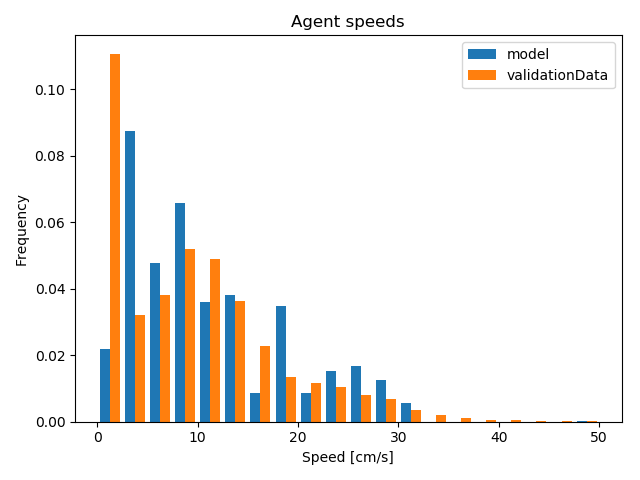 Agent speeds
model
validationData
Frequency
0.10
0.08
0.06
0.04
0.02
0.00
0 10 20 30 40 50
Speed [cm/s]